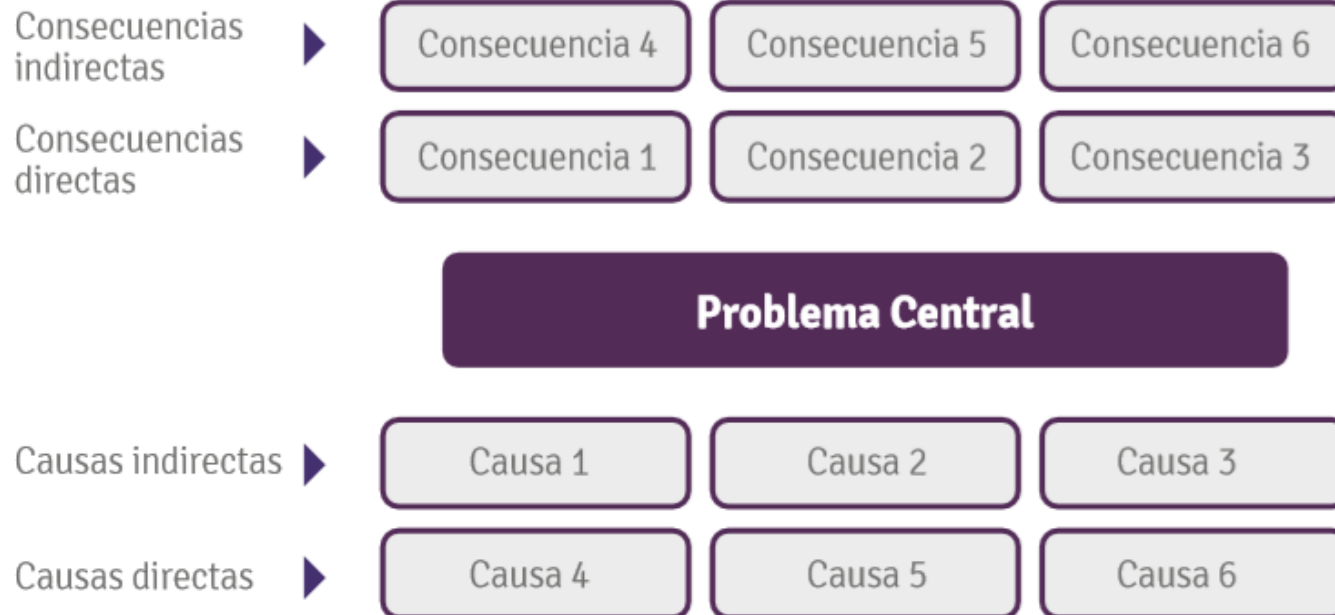 Consecuencias
indirectas
Consecuencia 4
Consecuencia 5
Consecuencia 6
Consecuencias
directas
Consecuencia 1
Consecuencia 2
Consecuencia 3
Problema Central
Causas indirectas
Causa 1
Causa 2
Causa 3
Causas directas
Causa 4
Causa 5
Causa 6